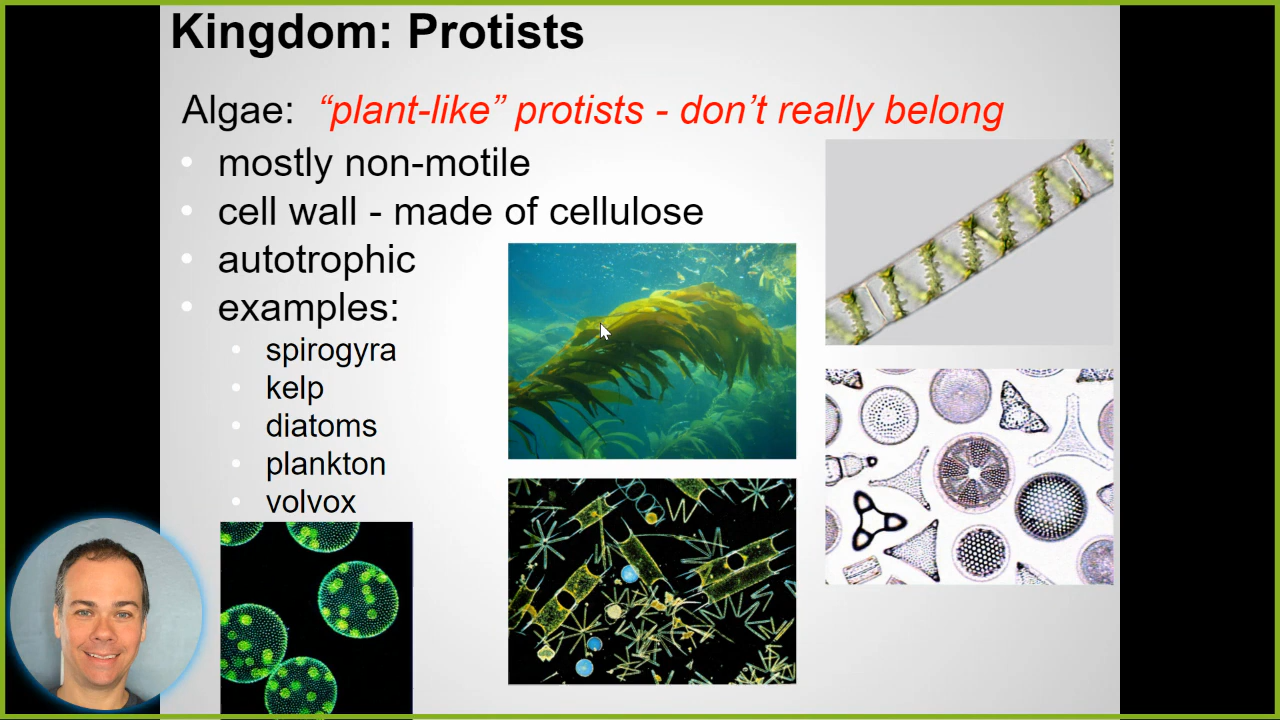 Kingdom: Protists
Algae: “plant-like” protists - don’t really belong
• mostly non-motile
• cell wall - made of cellulose
• autotrophic
• examples:
• spirogyra
• kelp
• diatoms
• plankton
• volvox